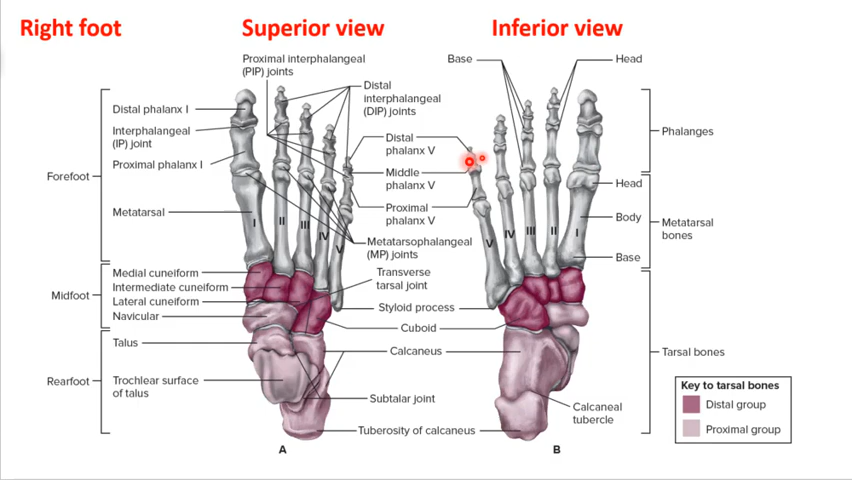 Right foot
Superior view
Inferior view
Proximal interphalangeal
(PIP) joints
Distal
interphalangeal
(DIP) joints
Base
Head
Distal phalanx I
Interphalangeal
(IP) joint
Proximal phalanx I
Forefoot
Metatarsal
Distal
phalanx V
Middle
phalanx V
Proximal
phalanx V
Phalanges
Head
Body
Base
Metatarsal
bones
I
II
III
IV
V
V
IV
III
II
I
Metatarsophalangeal
(MP) joints
Transverse
tarsal joint
Medial cuneiform
Intermediate cuneiform
Lateral cuneiform
Navicular
Midfoot
Styloid process
Cuboid
Talus
Calcaneus
Tarsal bones
Rearfoot
Trochlear surface
of talus
Subtalar joint
Calcaneal
tubercle
Tuberosity of calcaneus
Key to tarsal bones
Distal group
Proximal group
A
B